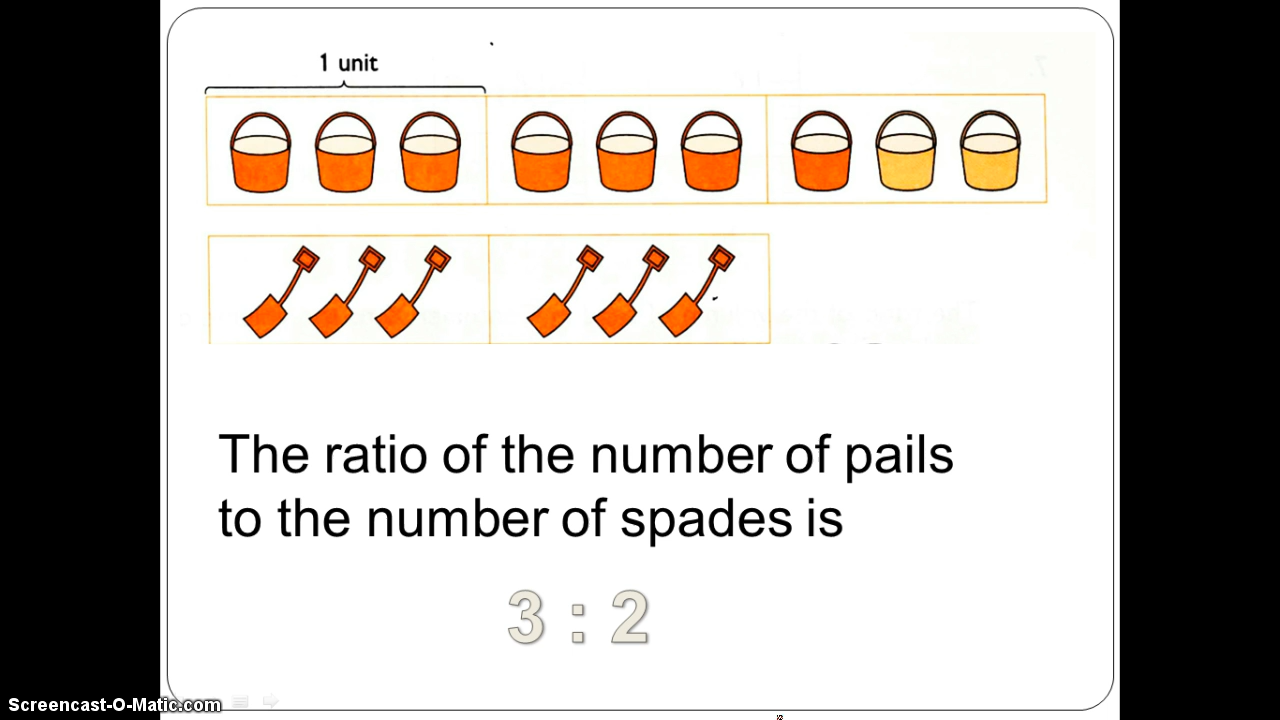 1 unit
The ratio of the number of pails
to the number of spades is
3 : 2
Screencast-O-Matic.com